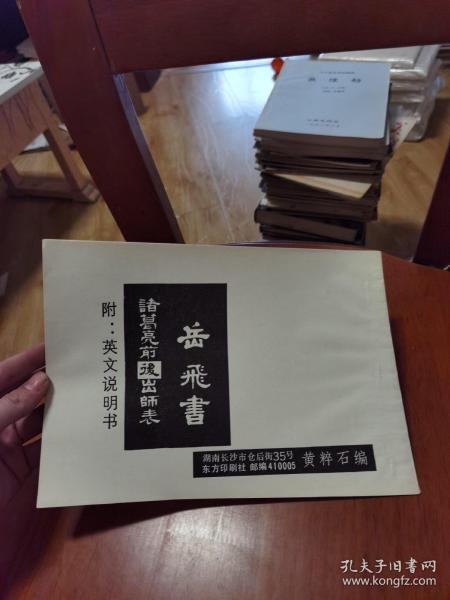 岳飛書
諸葛亮前後出師表
附：英文说明书
湖南长沙市仓后街35号
东方印刷社 邮编410005
黄粹石编
孔夫子旧书网
www.kongfz.com